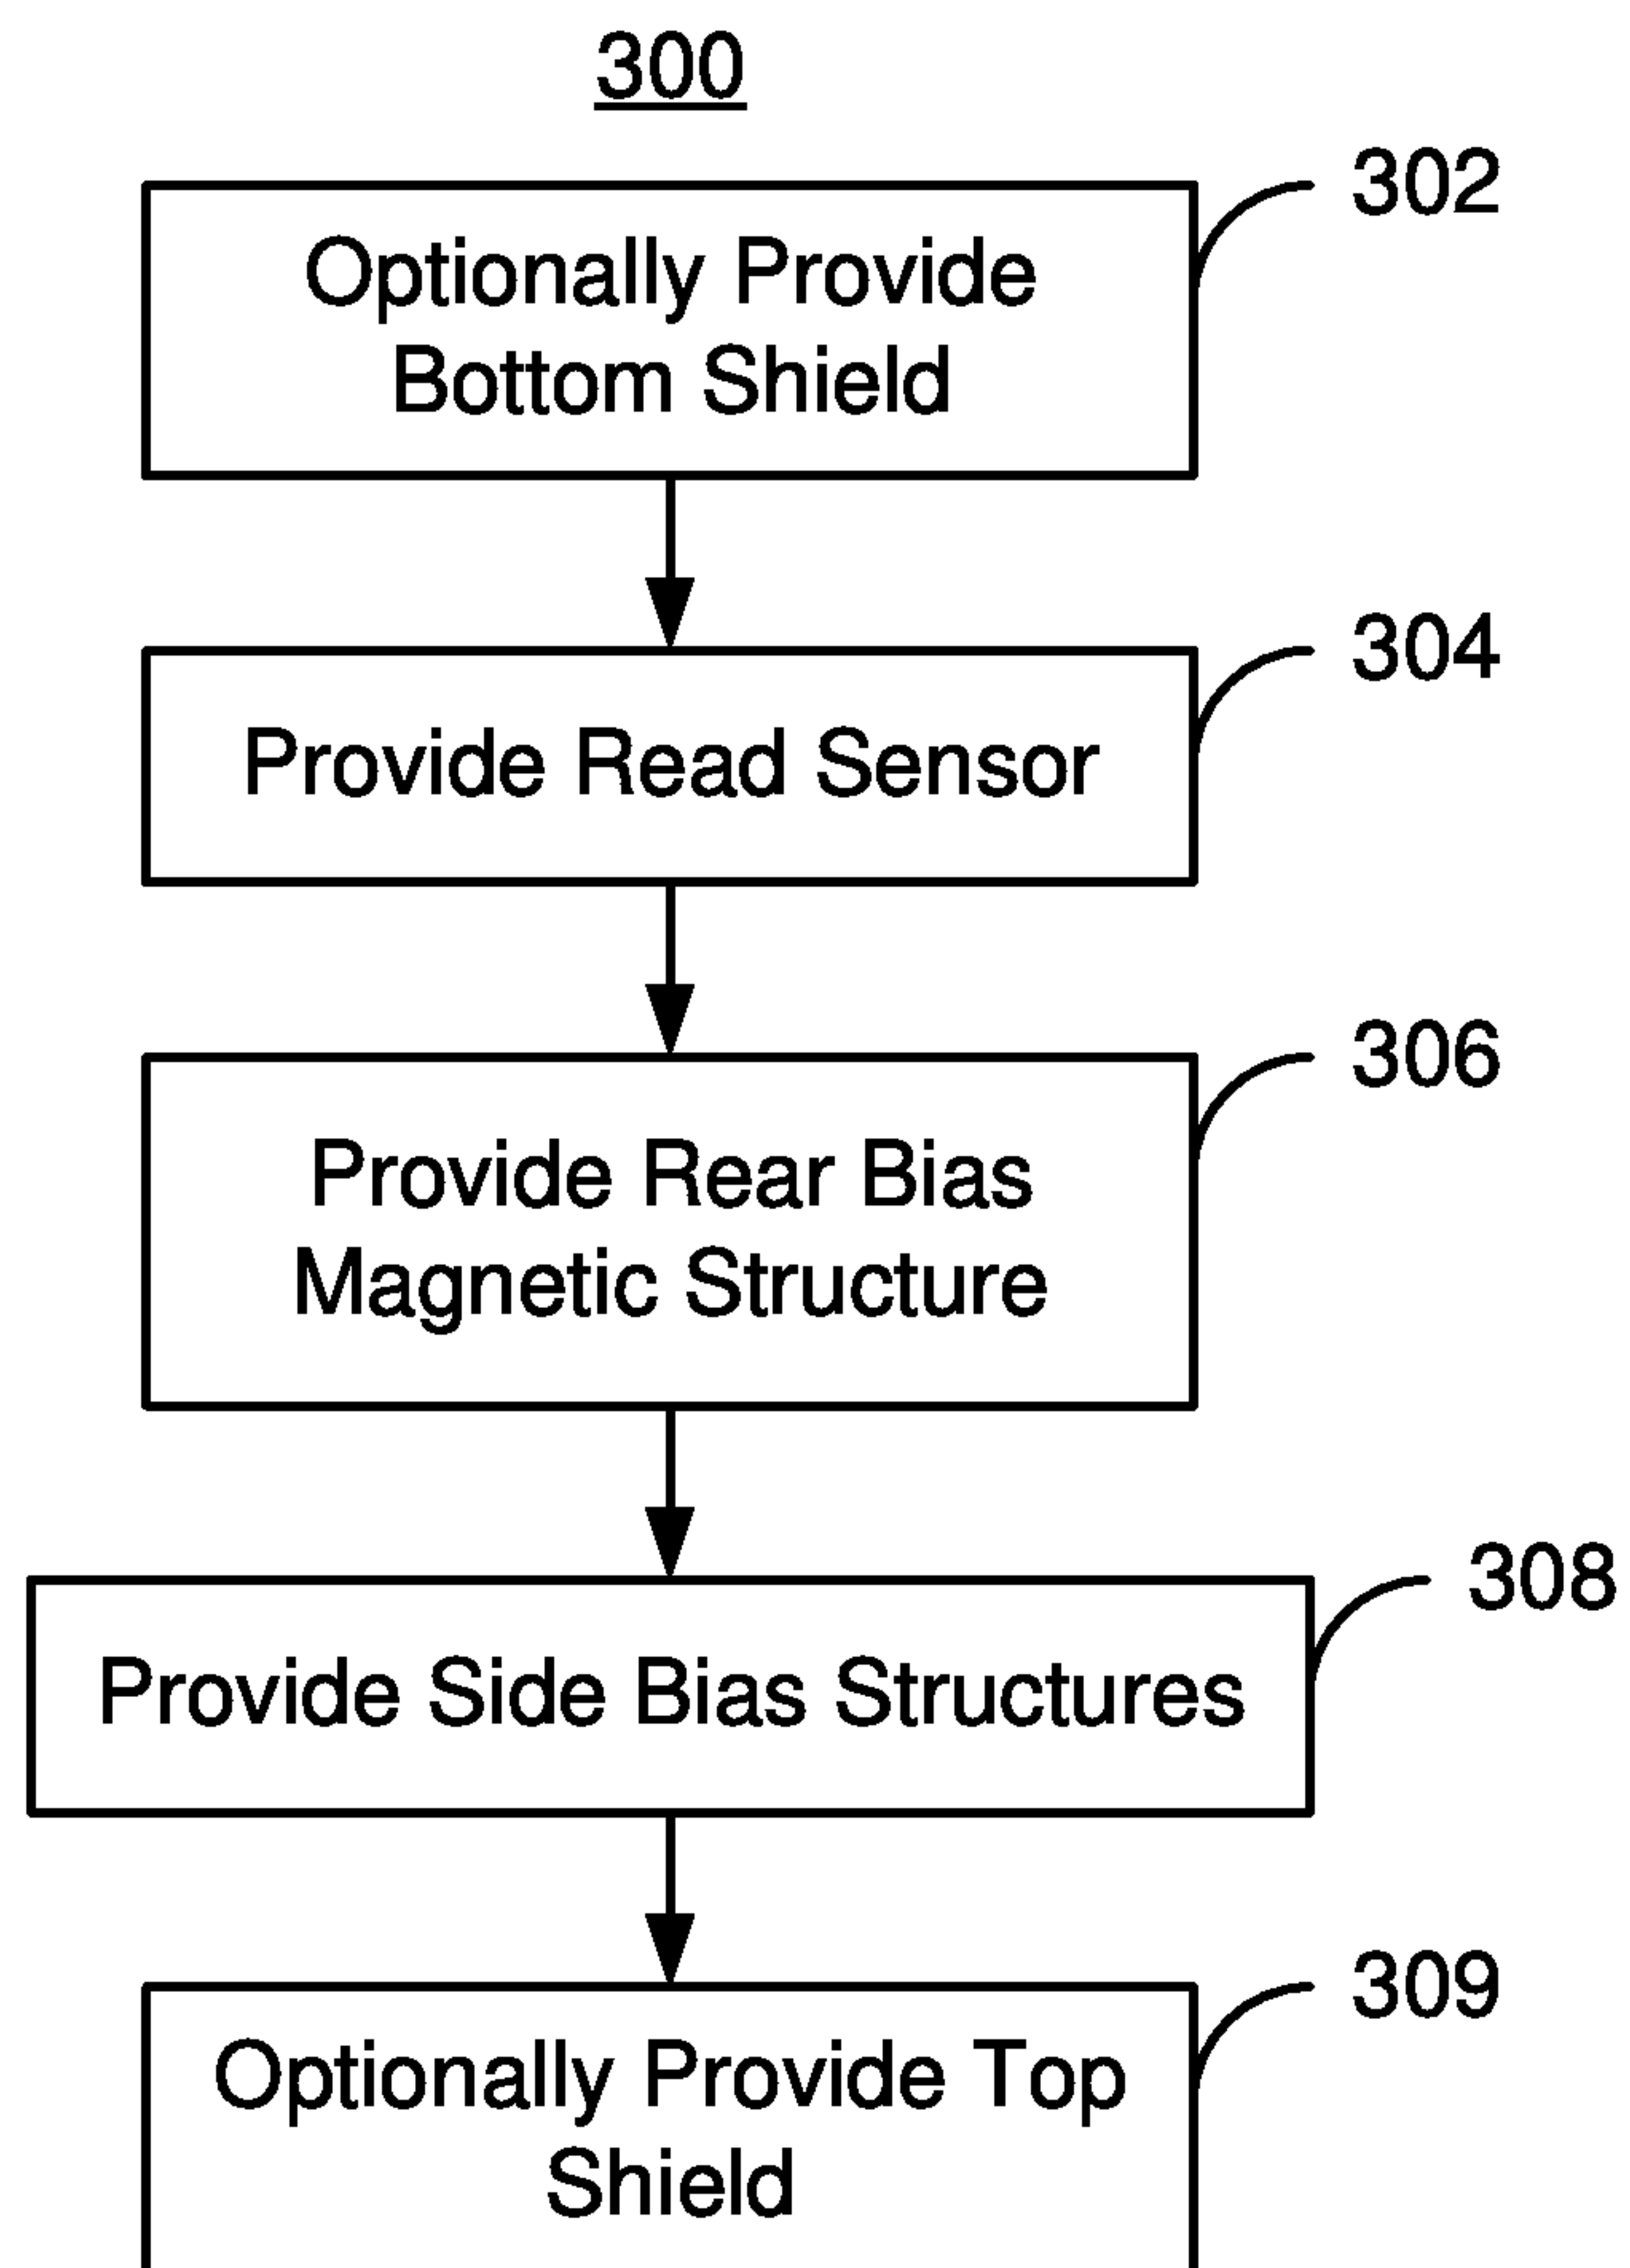 300
302
Optionally Provide
Bottom Shield
304
Provide Read Sensor
306
Provide Rear Bias
Magnetic Structure
308
Provide Side Bias Structures
309
Optionally Provide Top
Shield